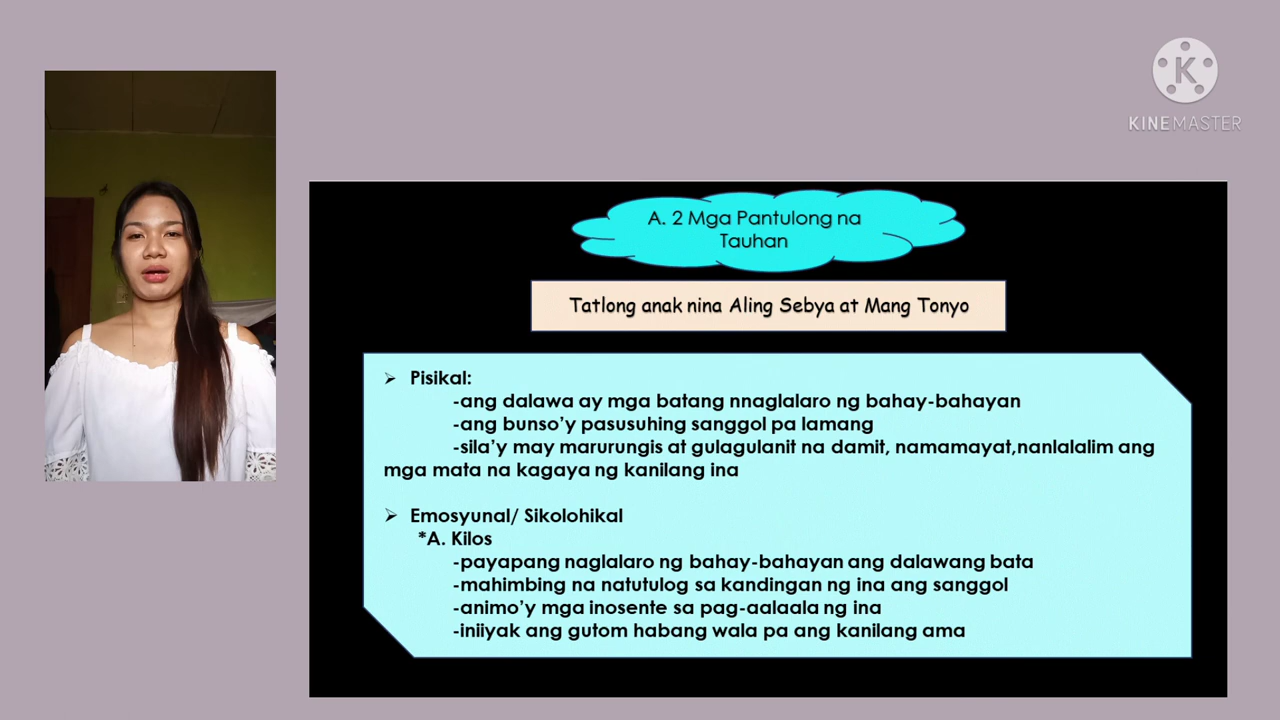 K
KINEMASTER
A. 2 Mga Pantulong na
Tauhan
Tatlong anak nina Aling Sebya at Mang Tonyo
➢ Pisikal:
-ang dalawa ay mga batang nnaglalaro ng bahay-bahayan
-ang bunso’y pasusuhing sanggol pa lamang
-sila’y may marurungis at gulagulanit na damit, namamayat,nanlalalim ang
mga mata na kagaya ng kanilang ina
➢ Emosyunal/ Sikolohikal
*A. Kilos
-payapang naglalaro ng bahay-bahayan ang dalawang bata
-mahimbing na natutulog sa kandingan ng ina ang sanggol
-animo’y mga inosente sa pag-aalaala ng ina
-iniiyak ang gutom habang wala pa ang kanilang ama